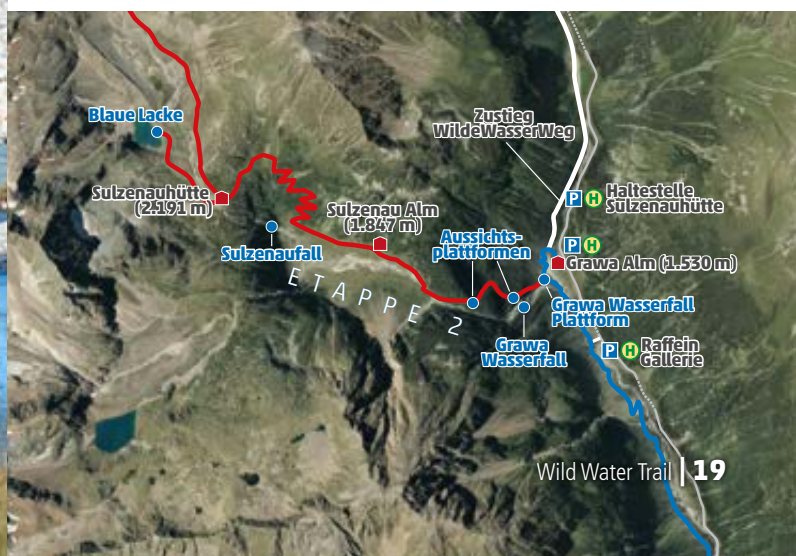 Blaue Lacke
Zustieg
WildeWasserWeg
Sulzenauhütte
(2.191 m)
P H Haltestelle
Sulzenauhütte
Sulzenau Alm
(1.847 m)
Sulzenaufall
Aussichts-
plattformen
P H
Grawa Alm (1.530 m)
ETAPPE 2
Grawa Wasserfall
Plattform
Grawa
Wasserfall
P H Raffein
Gallerie
Wild Water Trail | 19